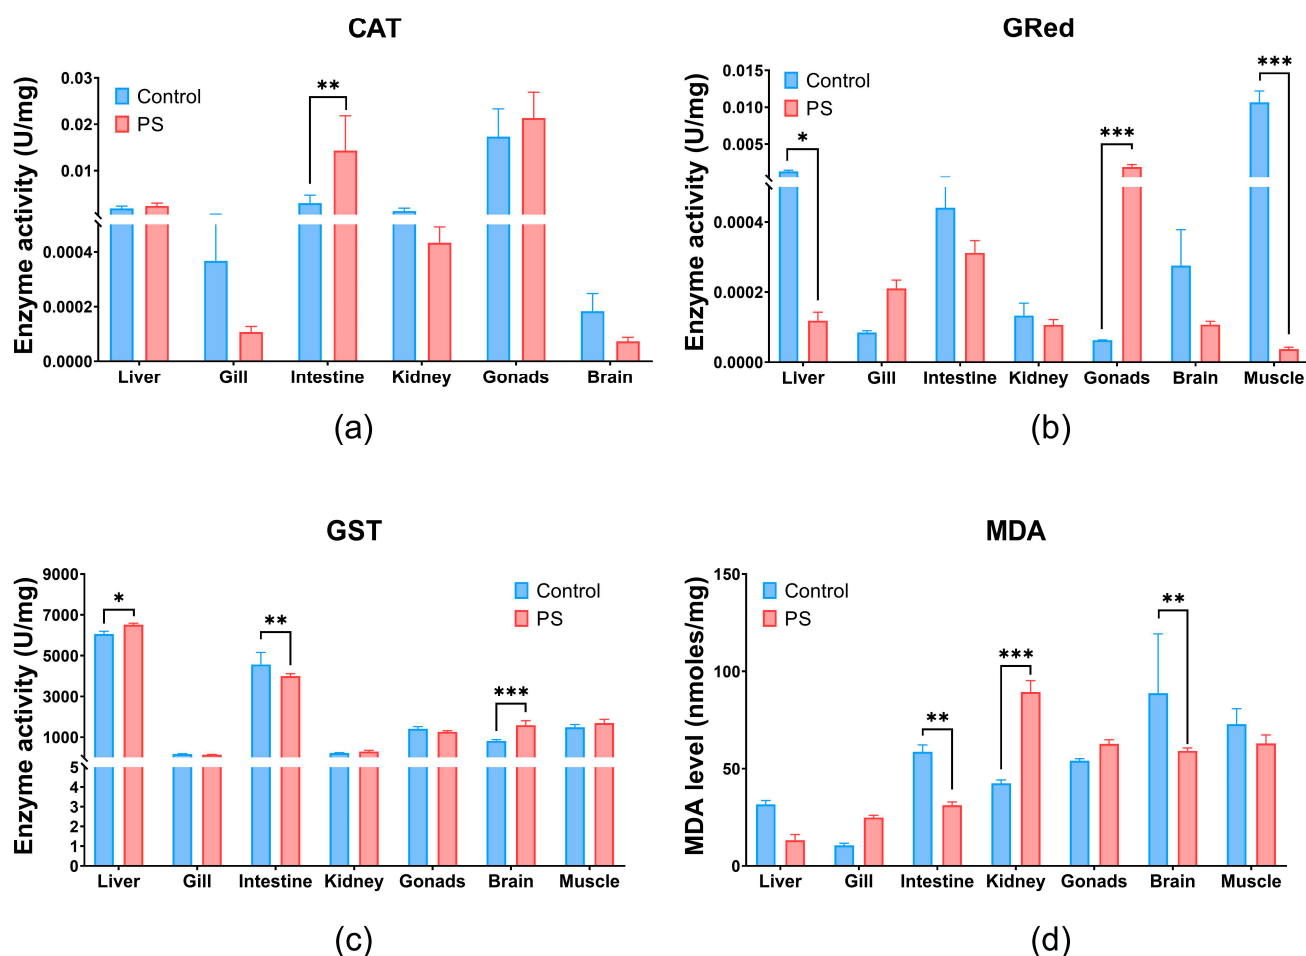 CAT
Enzyme activity (U/mg)
0.03
0.02
0.01
0.0004
0.0002
0.0000
Control
PS
**
Liver Gill Intestine Kidney Gonads Brain
(a)
GRed
Enzyme activity (U/mg)
0.015
0.010
0.005
0.0004
0.0002
0.0000
Control
PS
*
***
***
Liver Gill Intestine Kidney Gonads Brain Muscle
(b)
GST
Enzyme activity (U/mg)
9000
7000
5000
3000
1000
5
4
3
2
1
0
Control
PS
*
**
***
Liver Gill Intestine Kidney Gonads Brain Muscle
(c)
MDA
MDA level (nmoles/mg)
150
100
50
0
Control
PS
**
***
**
Liver Gill Intestine Kidney Gonads Brain Muscle
(d)